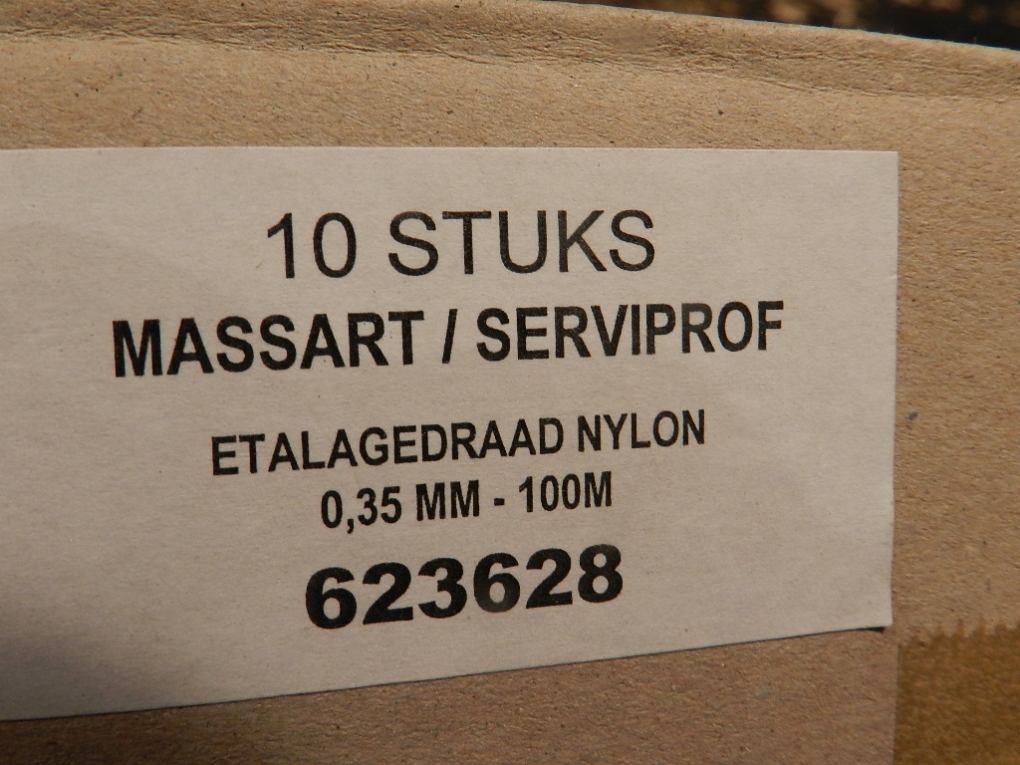 10 STUKS
MASSART / SERVIPROF
ETALAGEDRAAD NYLON
0,35 MM - 100M
623628